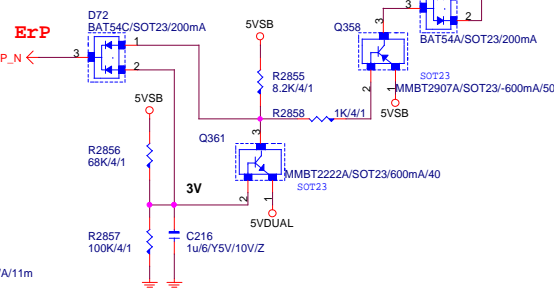 D72
BAT54C/SOT23/200mA
ErP
P_N
3
1
2
5VSB
R2855
8.2K/4/1
Q358
3
2
1
2
BAT54A/SOT23/200mA
SOT23
MMBT2907A/SOT23/-600mA/50
5VSB
R2858
1K/4/1
5VSB
R2856
68K/4/1
Q361
3
MMBT2222A/SOT23/600mA/40
SOT23
3V
2
1
5VDUAL
R2857
100K/4/1
C216
1u/6/Y5V/10V/Z
/A/11m